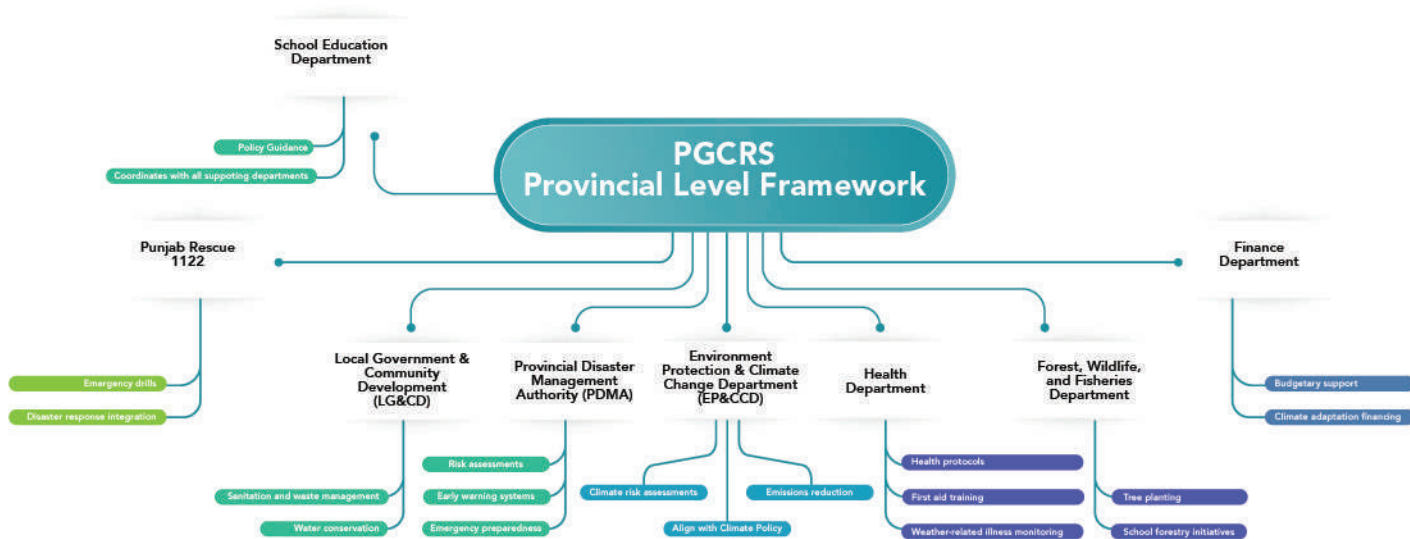 School Education
Department
Policy Guidance
Coordinates with all suppoting departments
PGCRS
Provincial Level Framework
Punjab Rescue
1122
Emergency drills
Disaster response integration
Local Government &
Community
Development
(LG&CD)
Sanitation and waste management
Water conservation
Provincial Disaster
Management
Authority (PDMA)
Risk assessments
Early warning systems
Emergency preparedness
Environment
Protection & Climate
Change Department
(EP&CCD)
Climate risk assessments
Align with Climate Policy
Emissions reduction
Health
Department
Health protocols
First aid training
Weather-related illness monitoring
Forest, Wildlife,
and Fisheries
Department
Tree planting
School forestry initiatives
Finance
Department
Budgetary support
Climate adaptation financing